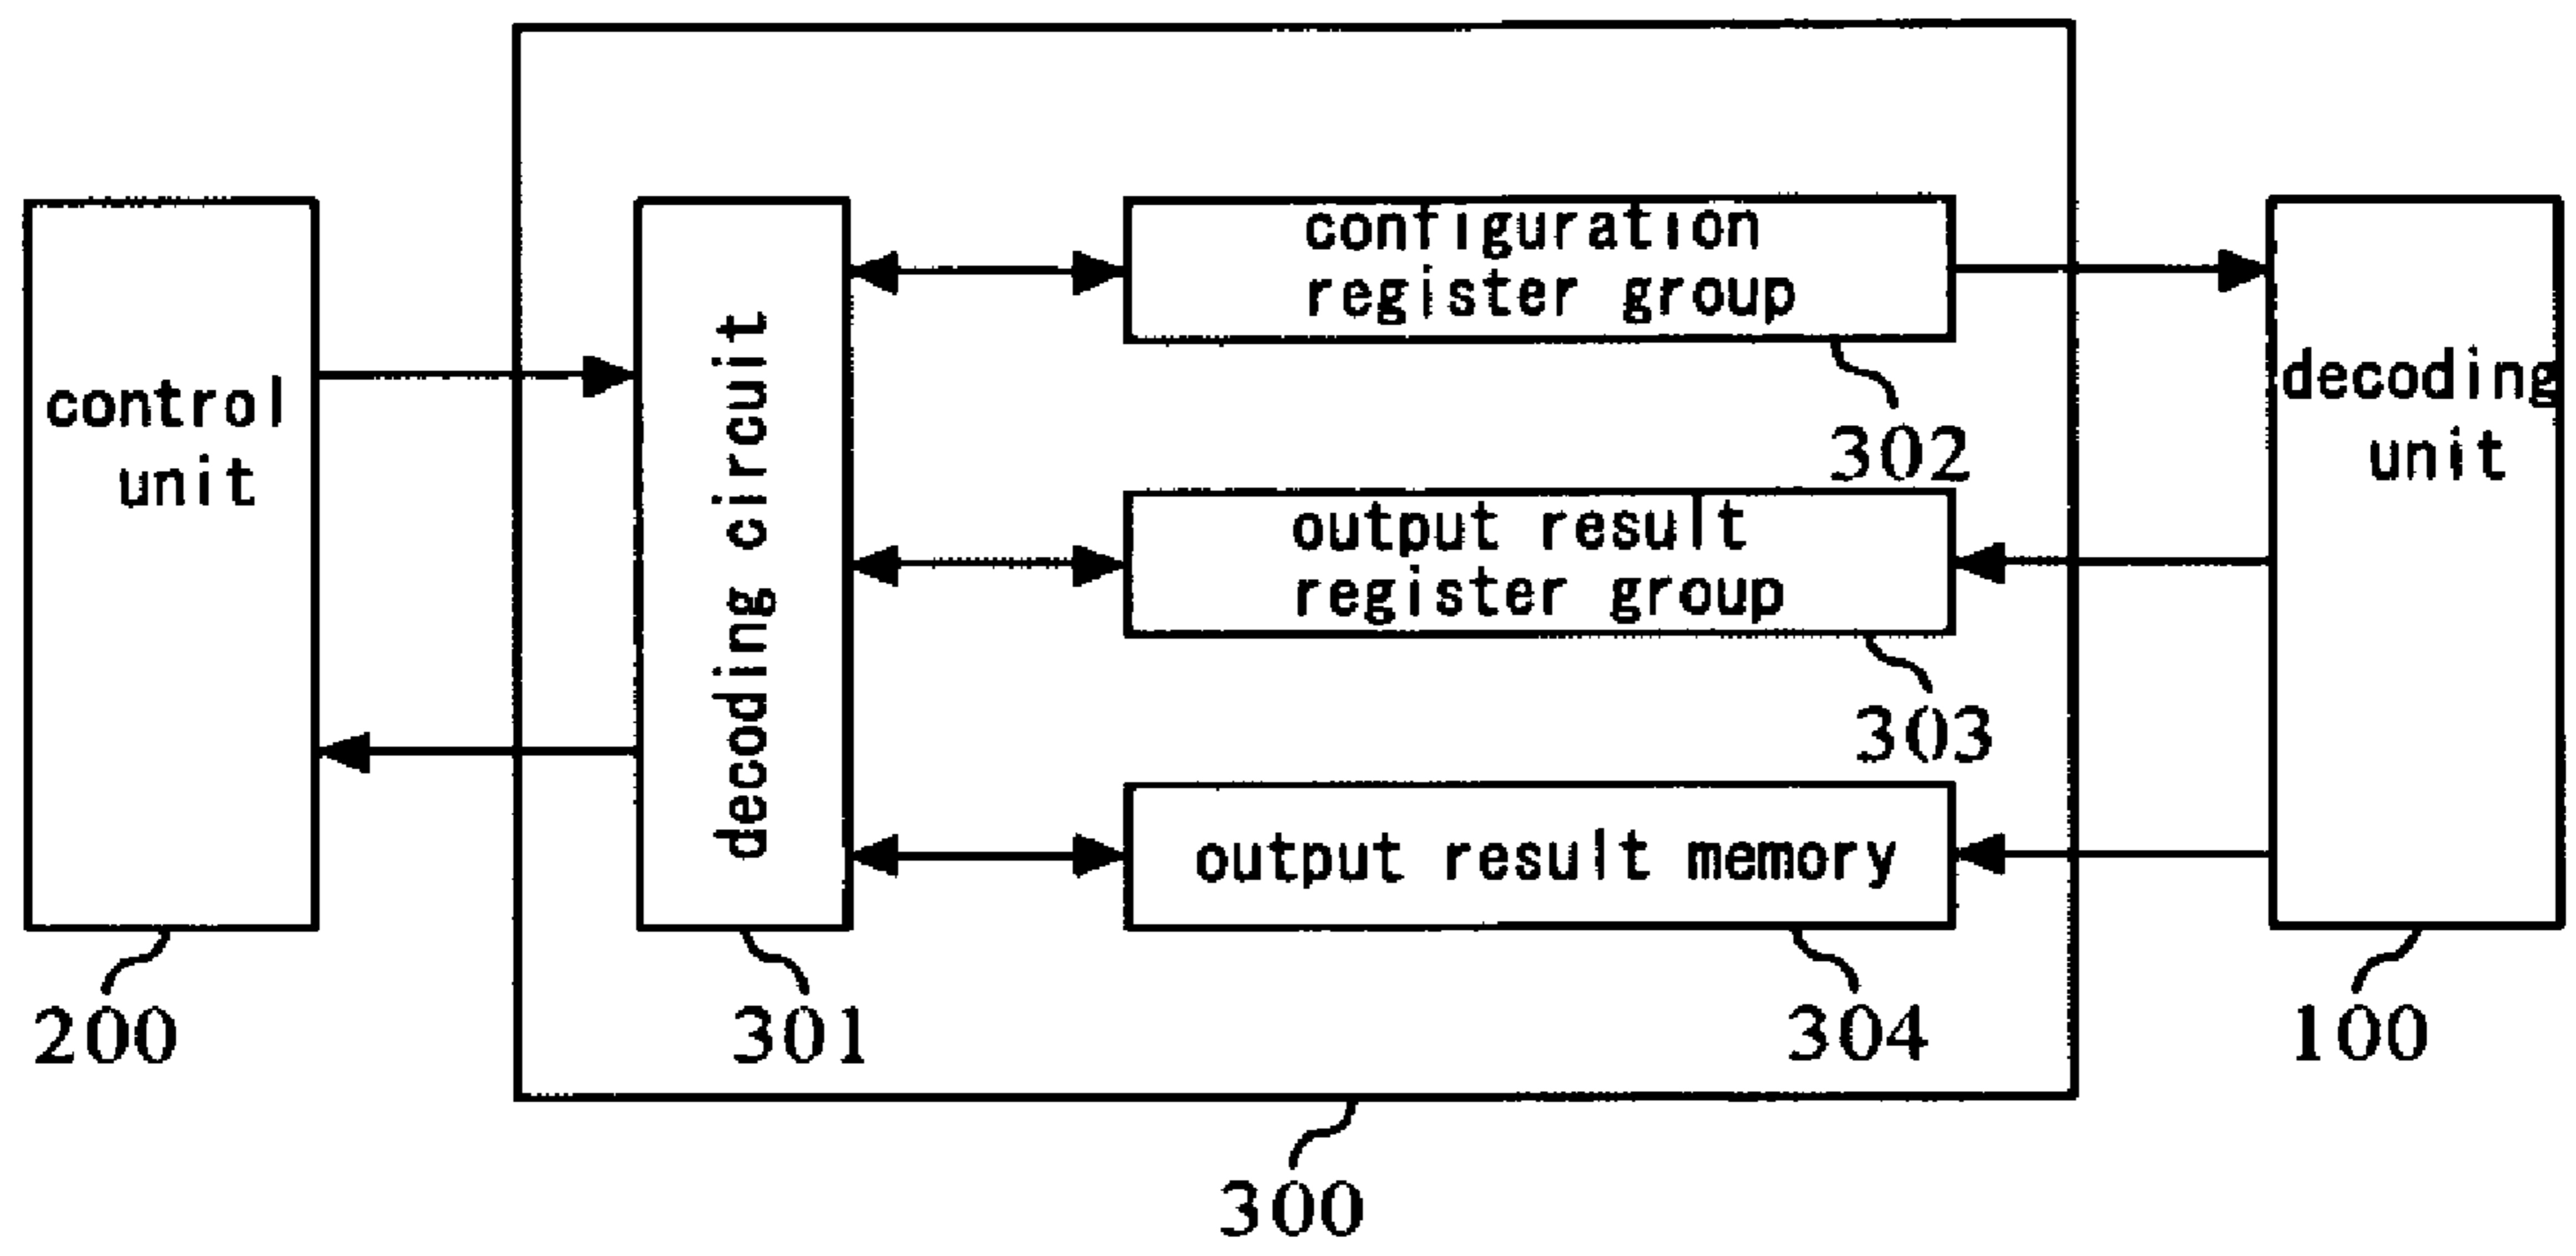 control
unit
decoding circuit
configuration
register group
302
output result
register group
303
output result memory
304
decoding
unit
200
301
100
300